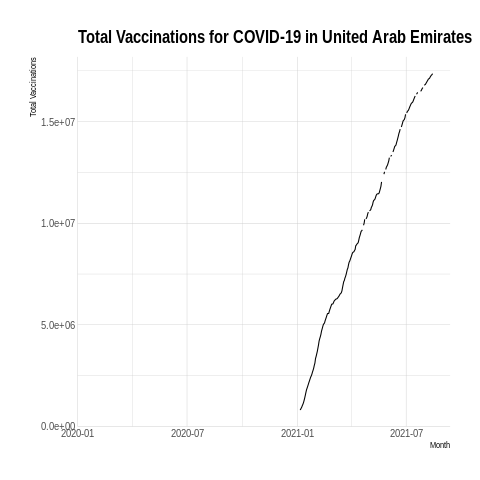 Total Vaccinations for COVID-19 in United Arab Emirates
Total Vaccinations
1.5e+07
1.0e+07
5.0e+06
0.0e+00
2020-01
2020-07
2021-01
2021-07
Month